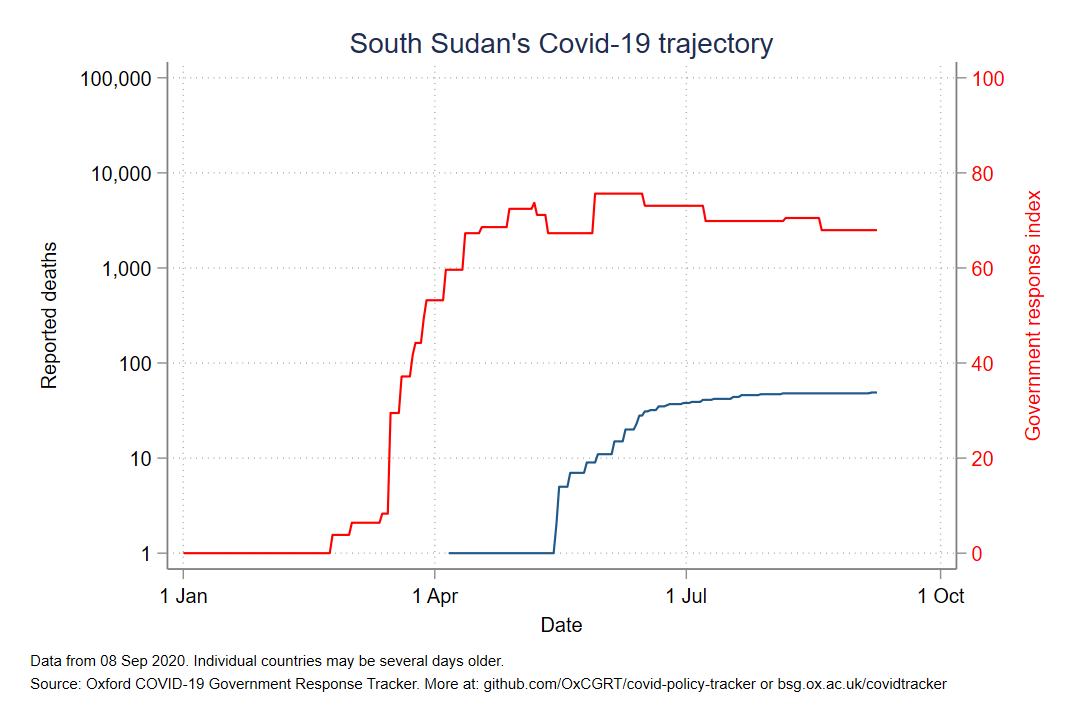 South Sudan's Covid-19 trajectory
100,000
10,000
1,000
100
10
1
Reported deaths
100
80
60
40
20
0
Government response index
1 Jan
1 Apr
1 Jul
1 Oct
Date
Data from 08 Sep 2020. Individual countries may be several days older.
Source: Oxford COVID-19 Government Response Tracker. More at: github.com/OxCGRT/covid-policy-tracker or bsg.ox.ac.uk/covidtracker